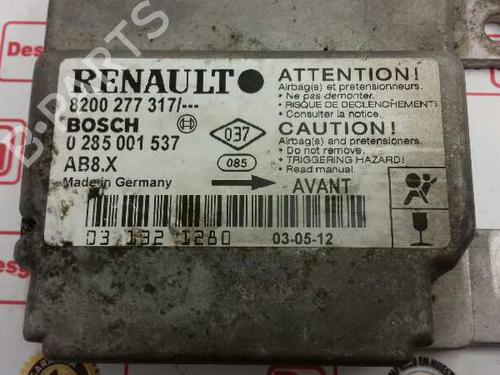 RENAULT
8200 277 317/---
BOSCH
0 285 001 537
AB8.X
Made in Germany
037
085
AVANT
ATTENTION!
Airbag(s) et pretensionneurs.
• Ne pas demonter.
• RISQUE DE DECLENCHEMENT!
• Consulter la notice.
CAUTION!
Airbag(s) and pretensioners.
• Do not remove.
• TRIGGERING HAZARD!
• Read manual.
03 132 1280
03-05-12
B-PARTS